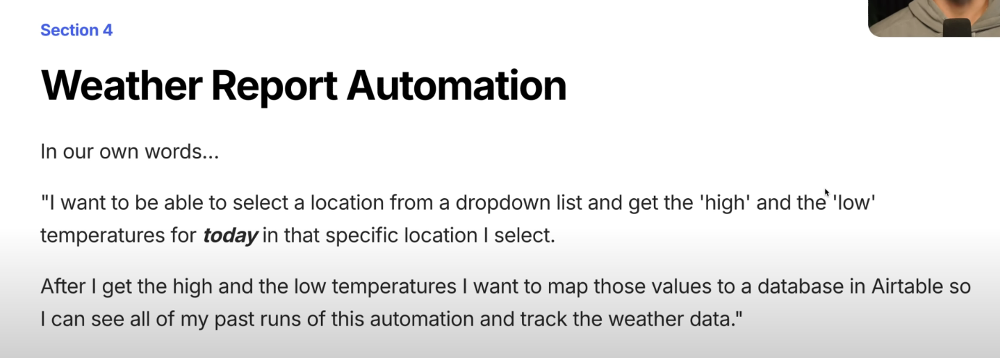 Section 4
Weather Report Automation
In our own words...
"I want to be able to select a location from a dropdown list and get the 'high' and the 'low'
temperatures for today in that specific location I select.
After I get the high and the low temperatures I want to map those values to a database in Airtable so
I can see all of my past runs of this automation and track the weather data."